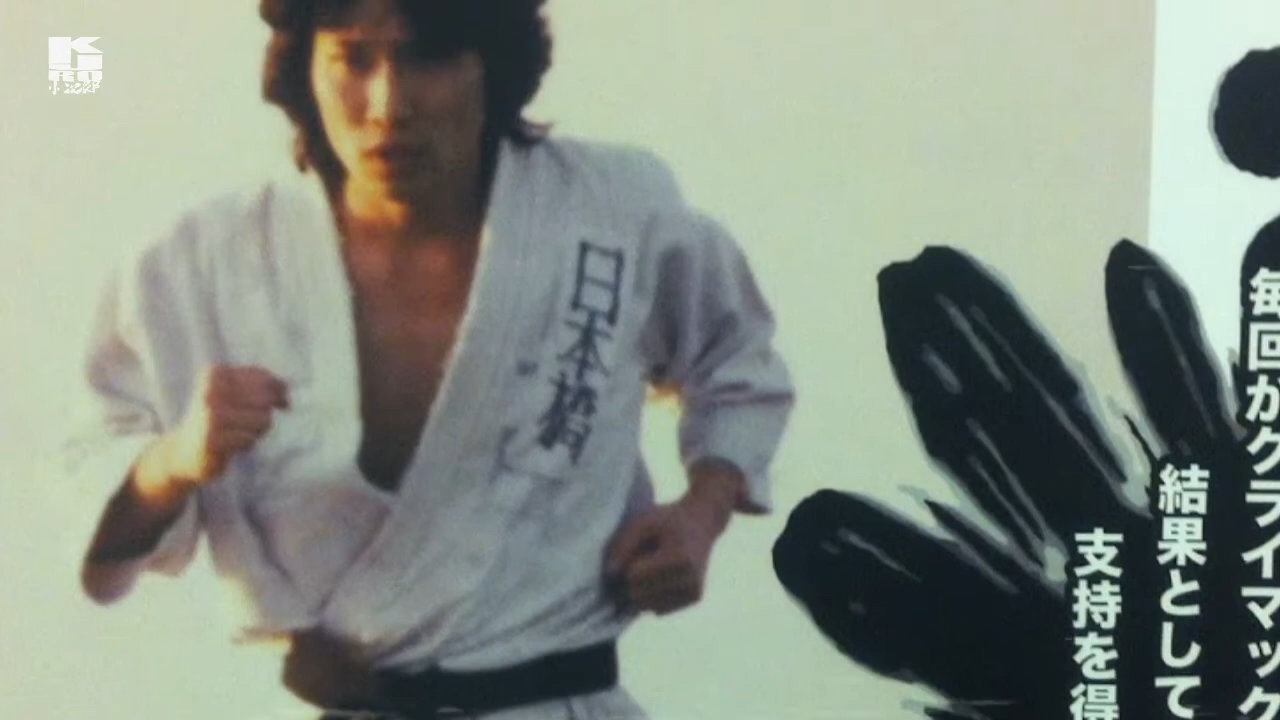 毎回がクライマック
結果として
支持を得
日本橋